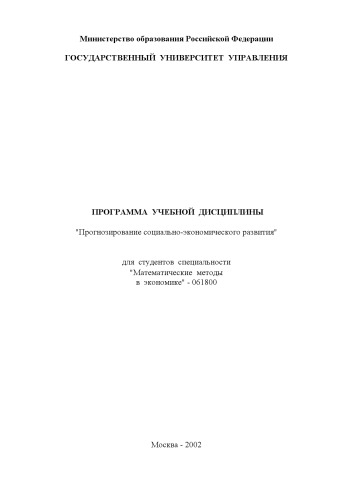 Министерство образования Российской Федерации
ГОСУДАРСТВЕННЫЙ УНИВЕРСИТЕТ УПРАВЛЕНИЯ
ПРОГРАММА УЧЕБНОЙ ДИСЦИПЛИНЫ
"Прогнозирование социально-экономического развития"
для студентов специальности
"Математические методы
в экономике" - 061800
Москва - 2002